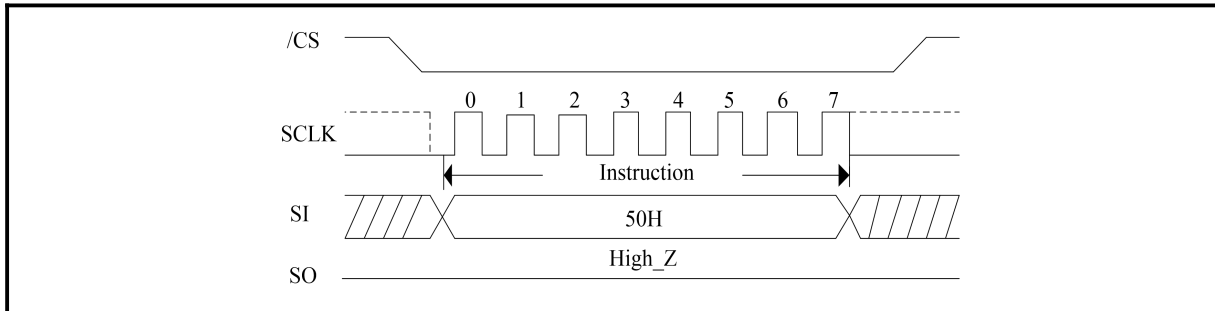 /CS
0 1 2 3 4 5 6 7
SCLK
Instruction
SI
50H
High_Z
SO